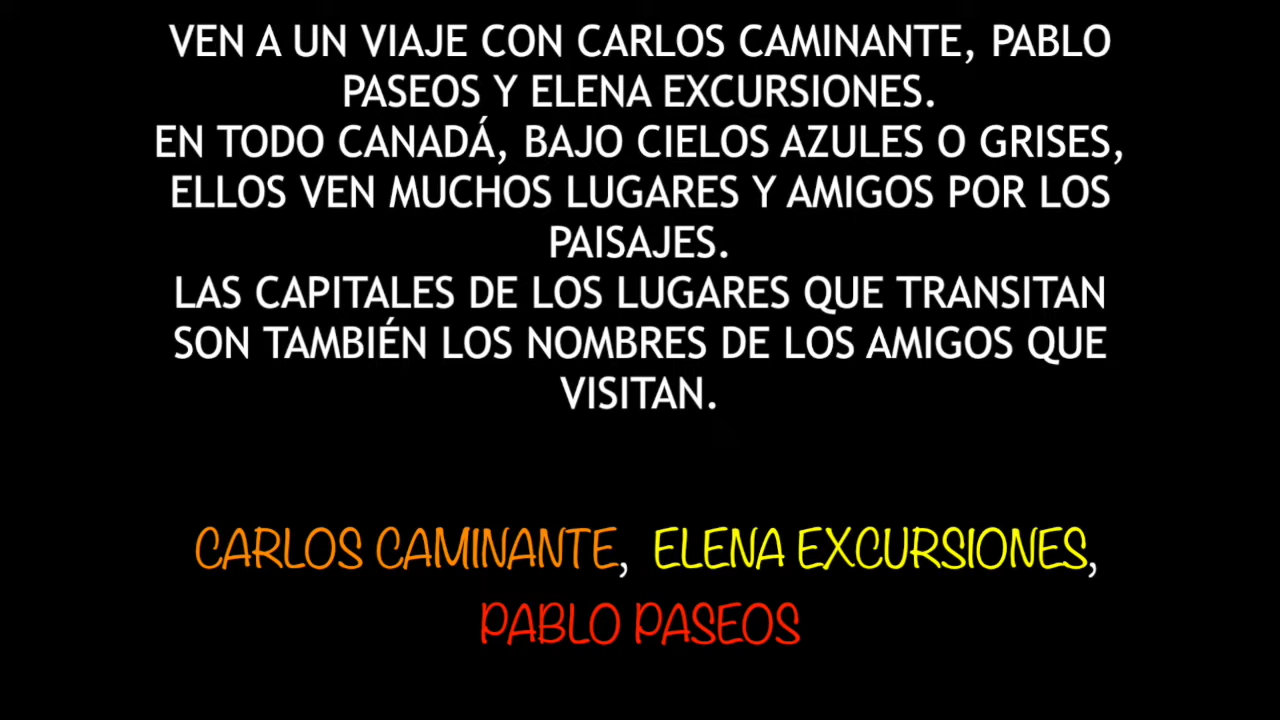 VEN A UN VIAJE CON CARLOS CAMINANTE, PABLO
PASEOS Y ELENA EXCURSIONES.
EN TODO CANADÁ, BAJO CIELOS AZULES O GRISES,
ELLOS VEN MUCHOS LUGARES Y AMIGOS POR LOS
PAISAJES.
LAS CAPITALES DE LOS LUGARES QUE TRANSITAN
SON TAMBIÉN LOS NOMBRES DE LOS AMIGOS QUE
VISITAN.
CARLOS CAMINANTE, ELENA EXCURSIONES,
PABLO PASEOS